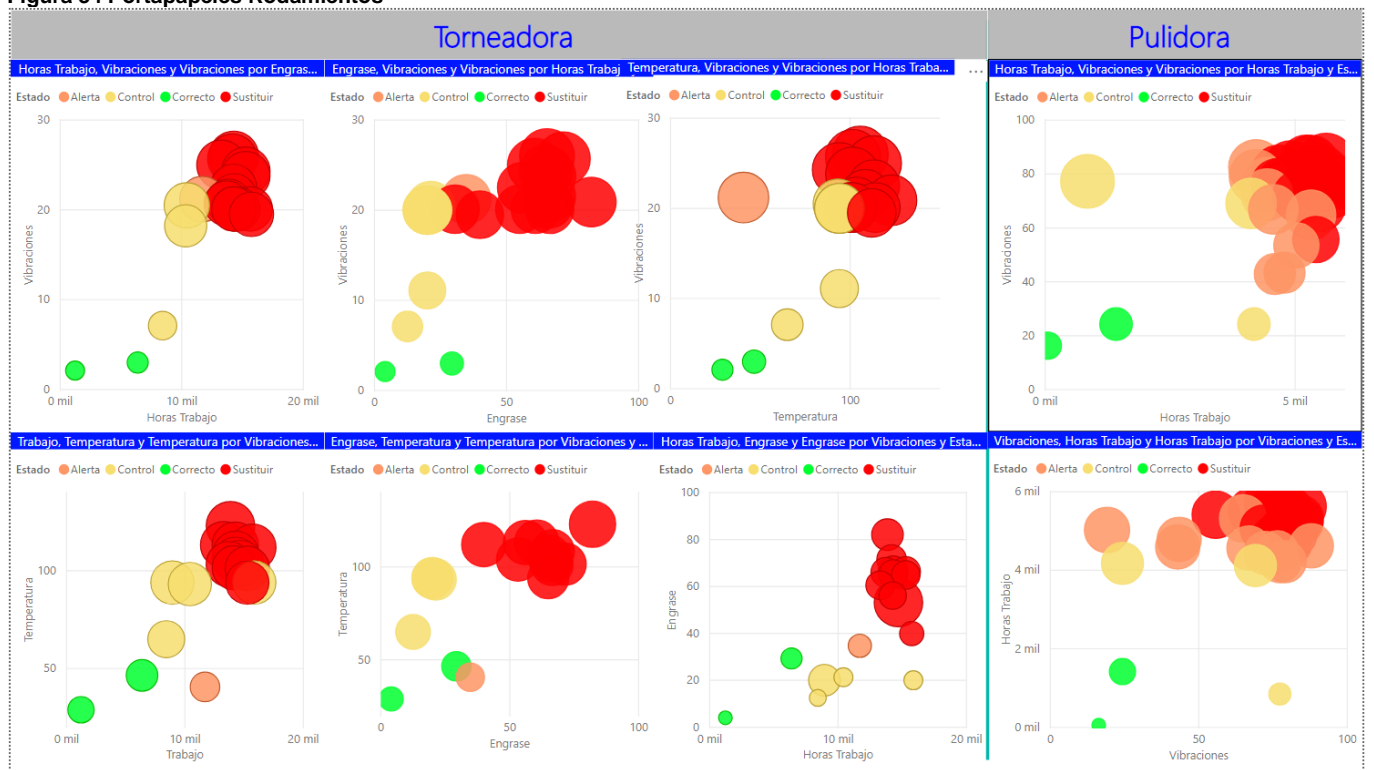 Torneadora
Pulidora
Horas Trabajo, Vibraciones y Vibraciones por Engras...
Engrase, Vibraciones y Vibraciones por Horas Trabaj
Temperatura, Vibraciones y Vibraciones por Horas Traba...
...
Horas Trabajo, Vibraciones y Vibraciones por Horas Trabajo y Es...
Estado Alerta Control Correcto Sustituir
Estado Alerta Control Correcto Sustituir
Estado Alerta Control Correcto Sustituir
Estado Alerta Control Correcto Sustituir
30
20
10
0
Vibraciones
0 mil 10 mil 20 mil
Horas Trabajo
30
20
10
0
Vibraciones
0 50 100
Engrase
30
20
10
0
Vibraciones
0 100
Temperatura
100
80
60
40
20
0
Vibraciones
0 mil 5 mil
Horas Trabajo
Trabajo, Temperatura y Temperatura por Vibraciones...
Engrase, Temperatura y Temperatura por Vibraciones y ...
Horas Trabajo, Engrase y Engrase por Vibraciones y Esta...
Vibraciones, Horas Trabajo y Horas Trabajo por Vibraciones y Es...
Estado Alerta Control Correcto Sustituir
Estado Alerta Control Correcto Sustituir
Estado Alerta Control Correcto Sustituir
Estado Alerta Control Correcto Sustituir
100
50
Temperatura
0 mil 10 mil 20 mil
Trabajo
100
50
Temperatura
0 50 100
Engrase
100
80
60
40
20
0
Engrase
0 mil 10 mil 20 mil
Horas Trabajo
6 mil
4 mil
2 mil
0 mil
Horas Trabajo
0 50 100
Vibraciones